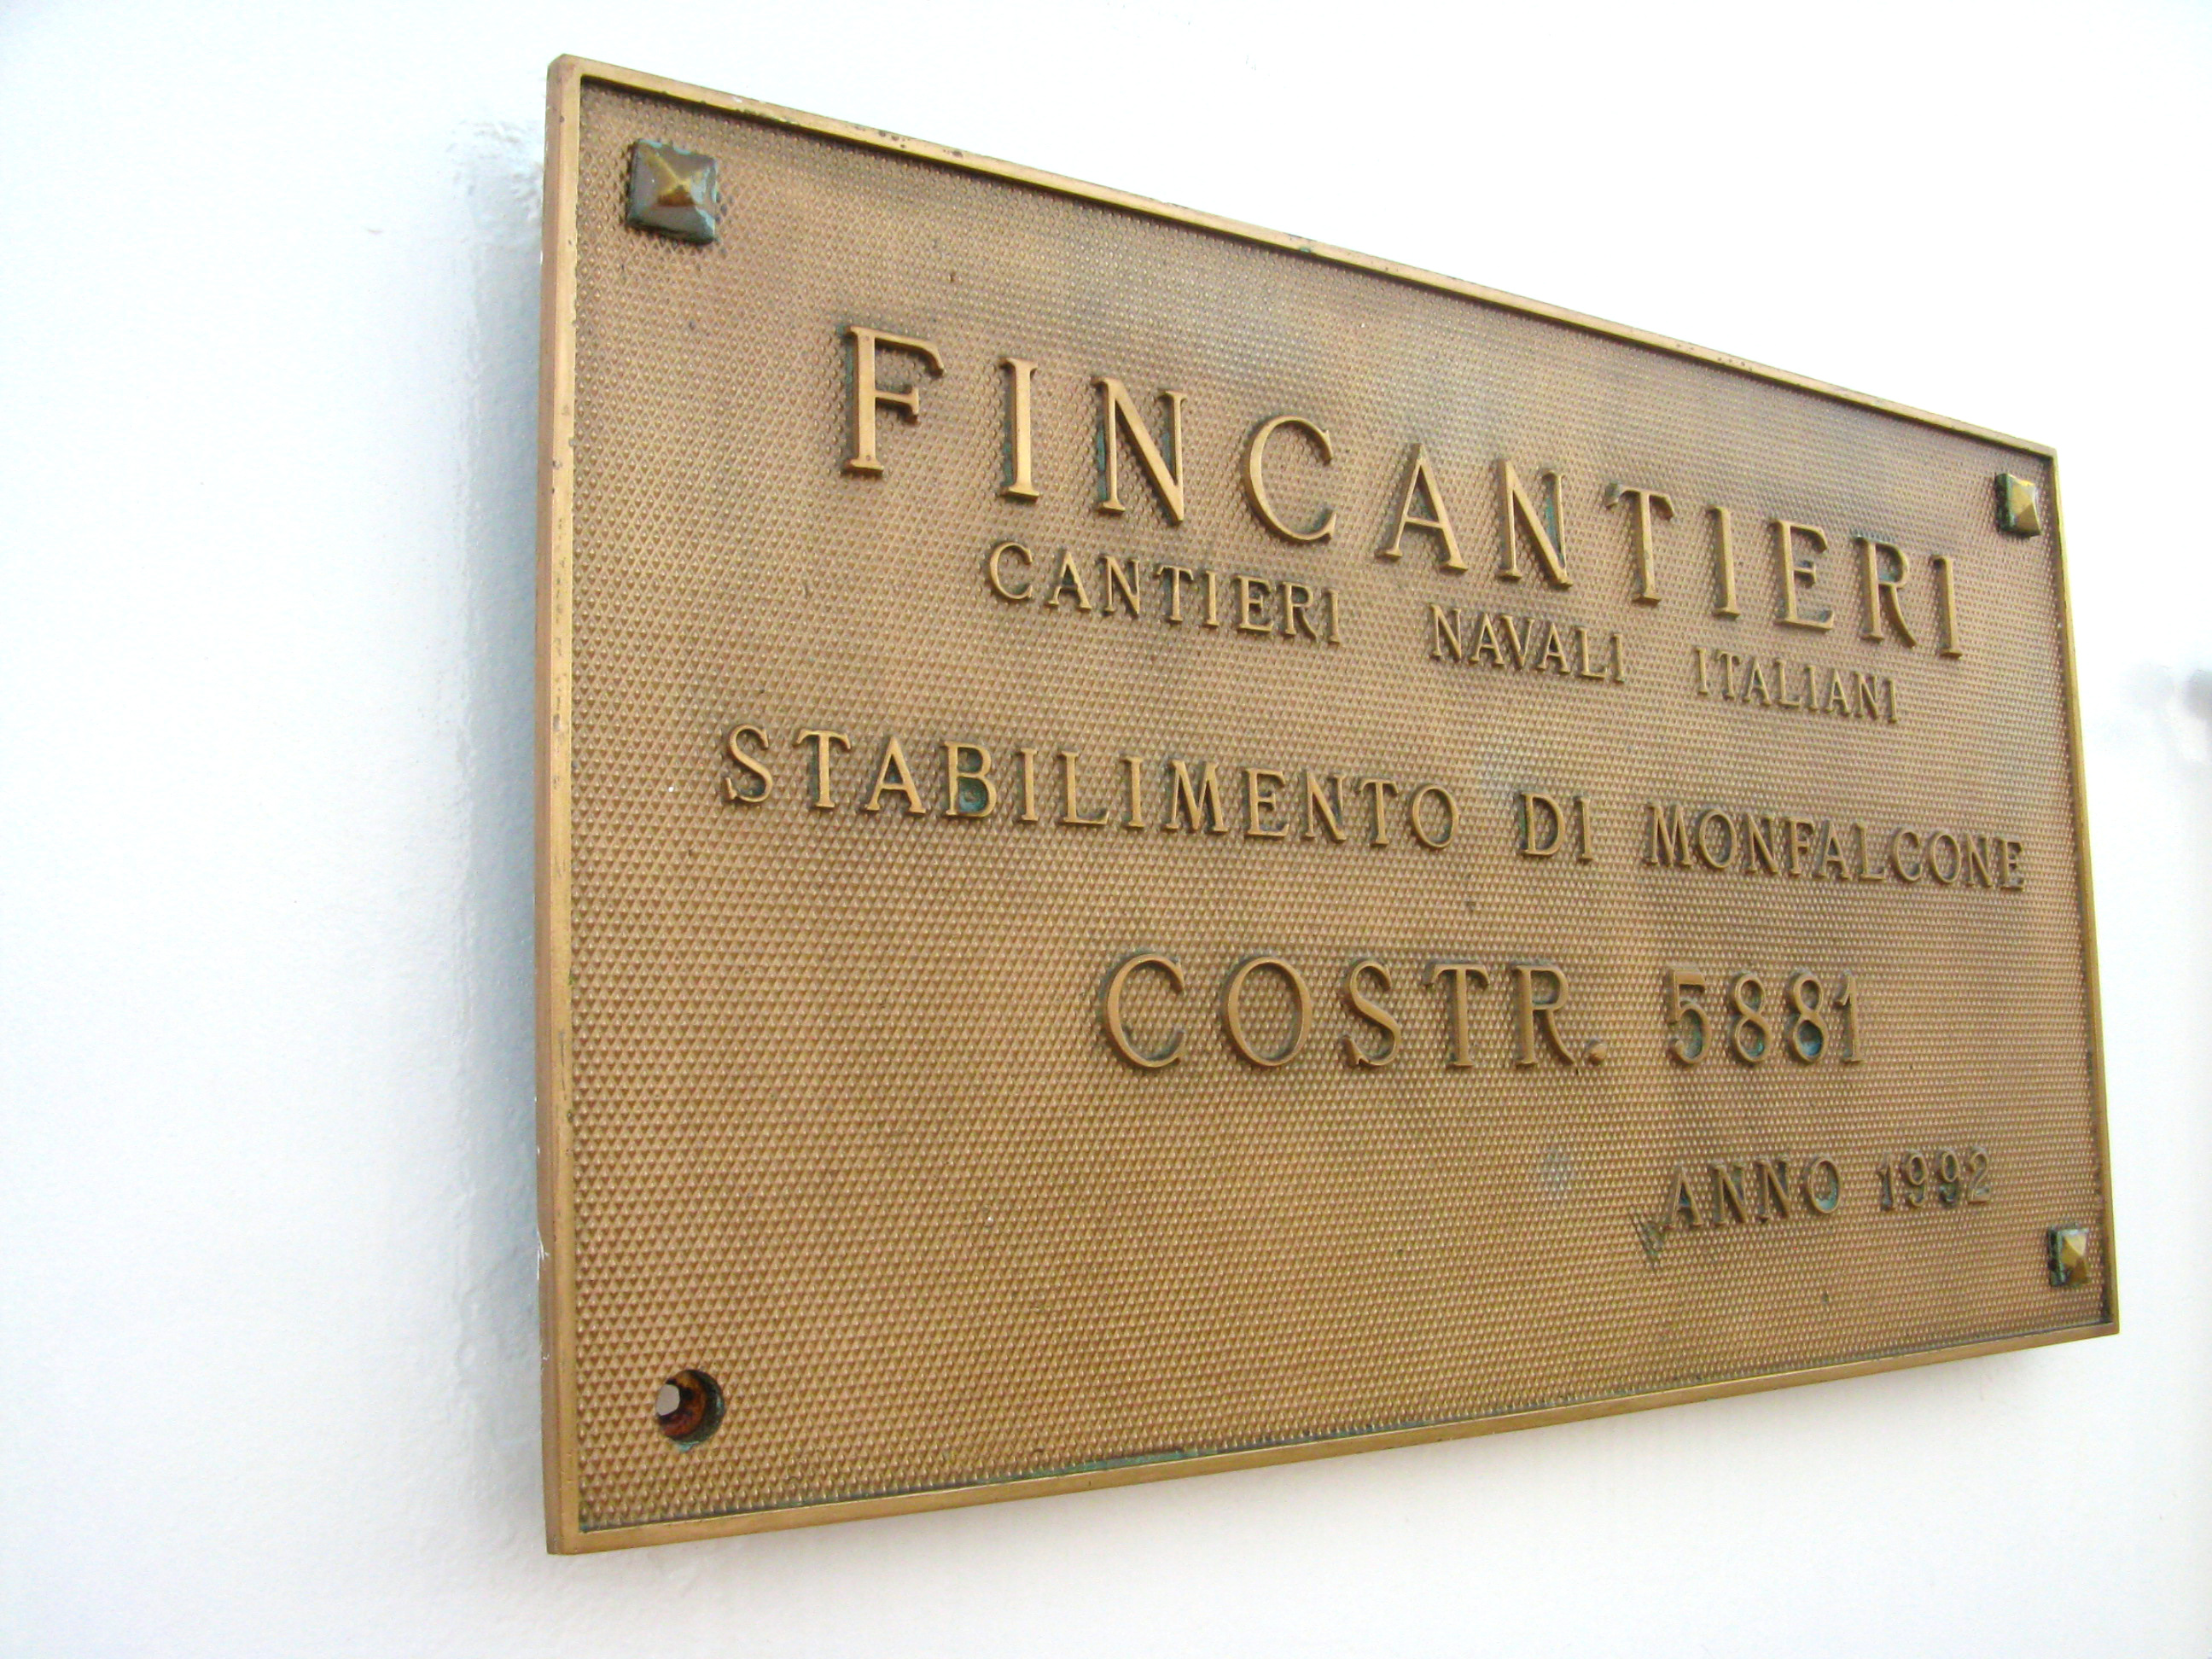 FINCANTIERI
CANTIERI NAVALI ITALIANI
STABILIMENTO DI MONFALCONE
COSTR. 5881
ANNO 1992